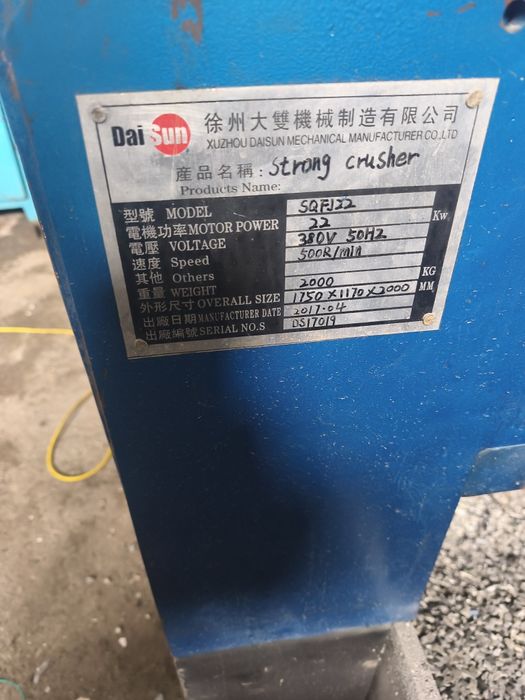 Dai Sun 徐州大雙機械制造有限公司
XUZHOU DAISUN MECHANICAL MANUFACTURER CO.,LTD
産品名稱: Strong crusher
Products Name:
型號 MODEL SQF122
電機功率 MOTOR POWER 22 Kw
電壓 VOLTAGE 380V 50HZ
速度 Speed 500R/min
其他 Others
重量 WEIGHT 2000 KG
外形尺寸 OVERALL SIZE 1750×1170×2000 MM
出廠日期 MANUFACTURER DATE 2017.04
出廠編號 SERIAL NO.S DS17019